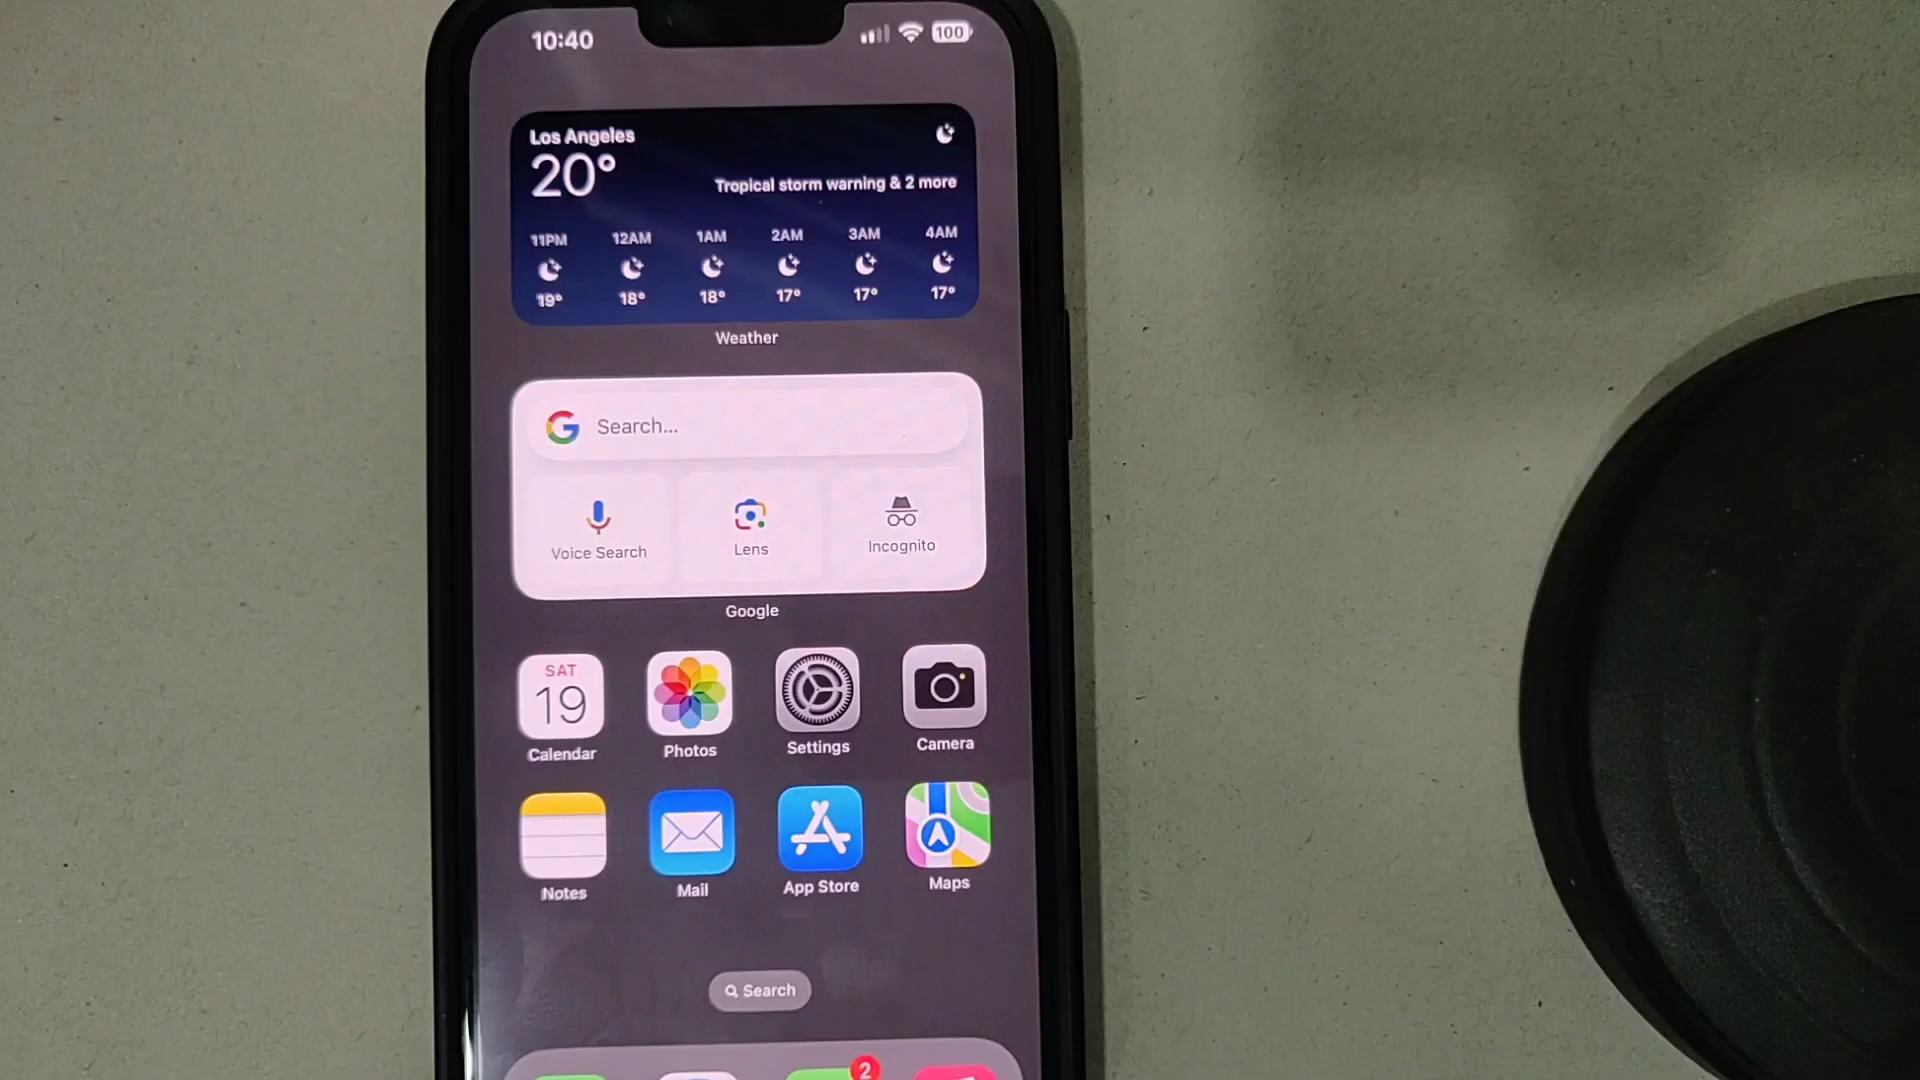 10:40
100
Los Angeles
20°
Tropical storm warning & 2 more
11PM 12AM 1AM 2AM 3AM 4AM
19° 18° 18° 17° 17° 17°
Weather
G Search...
Voice Search Lens Incognito
Google
SAT
19
Calendar Photos Settings Camera
Notes Mail App Store Maps
Search
2